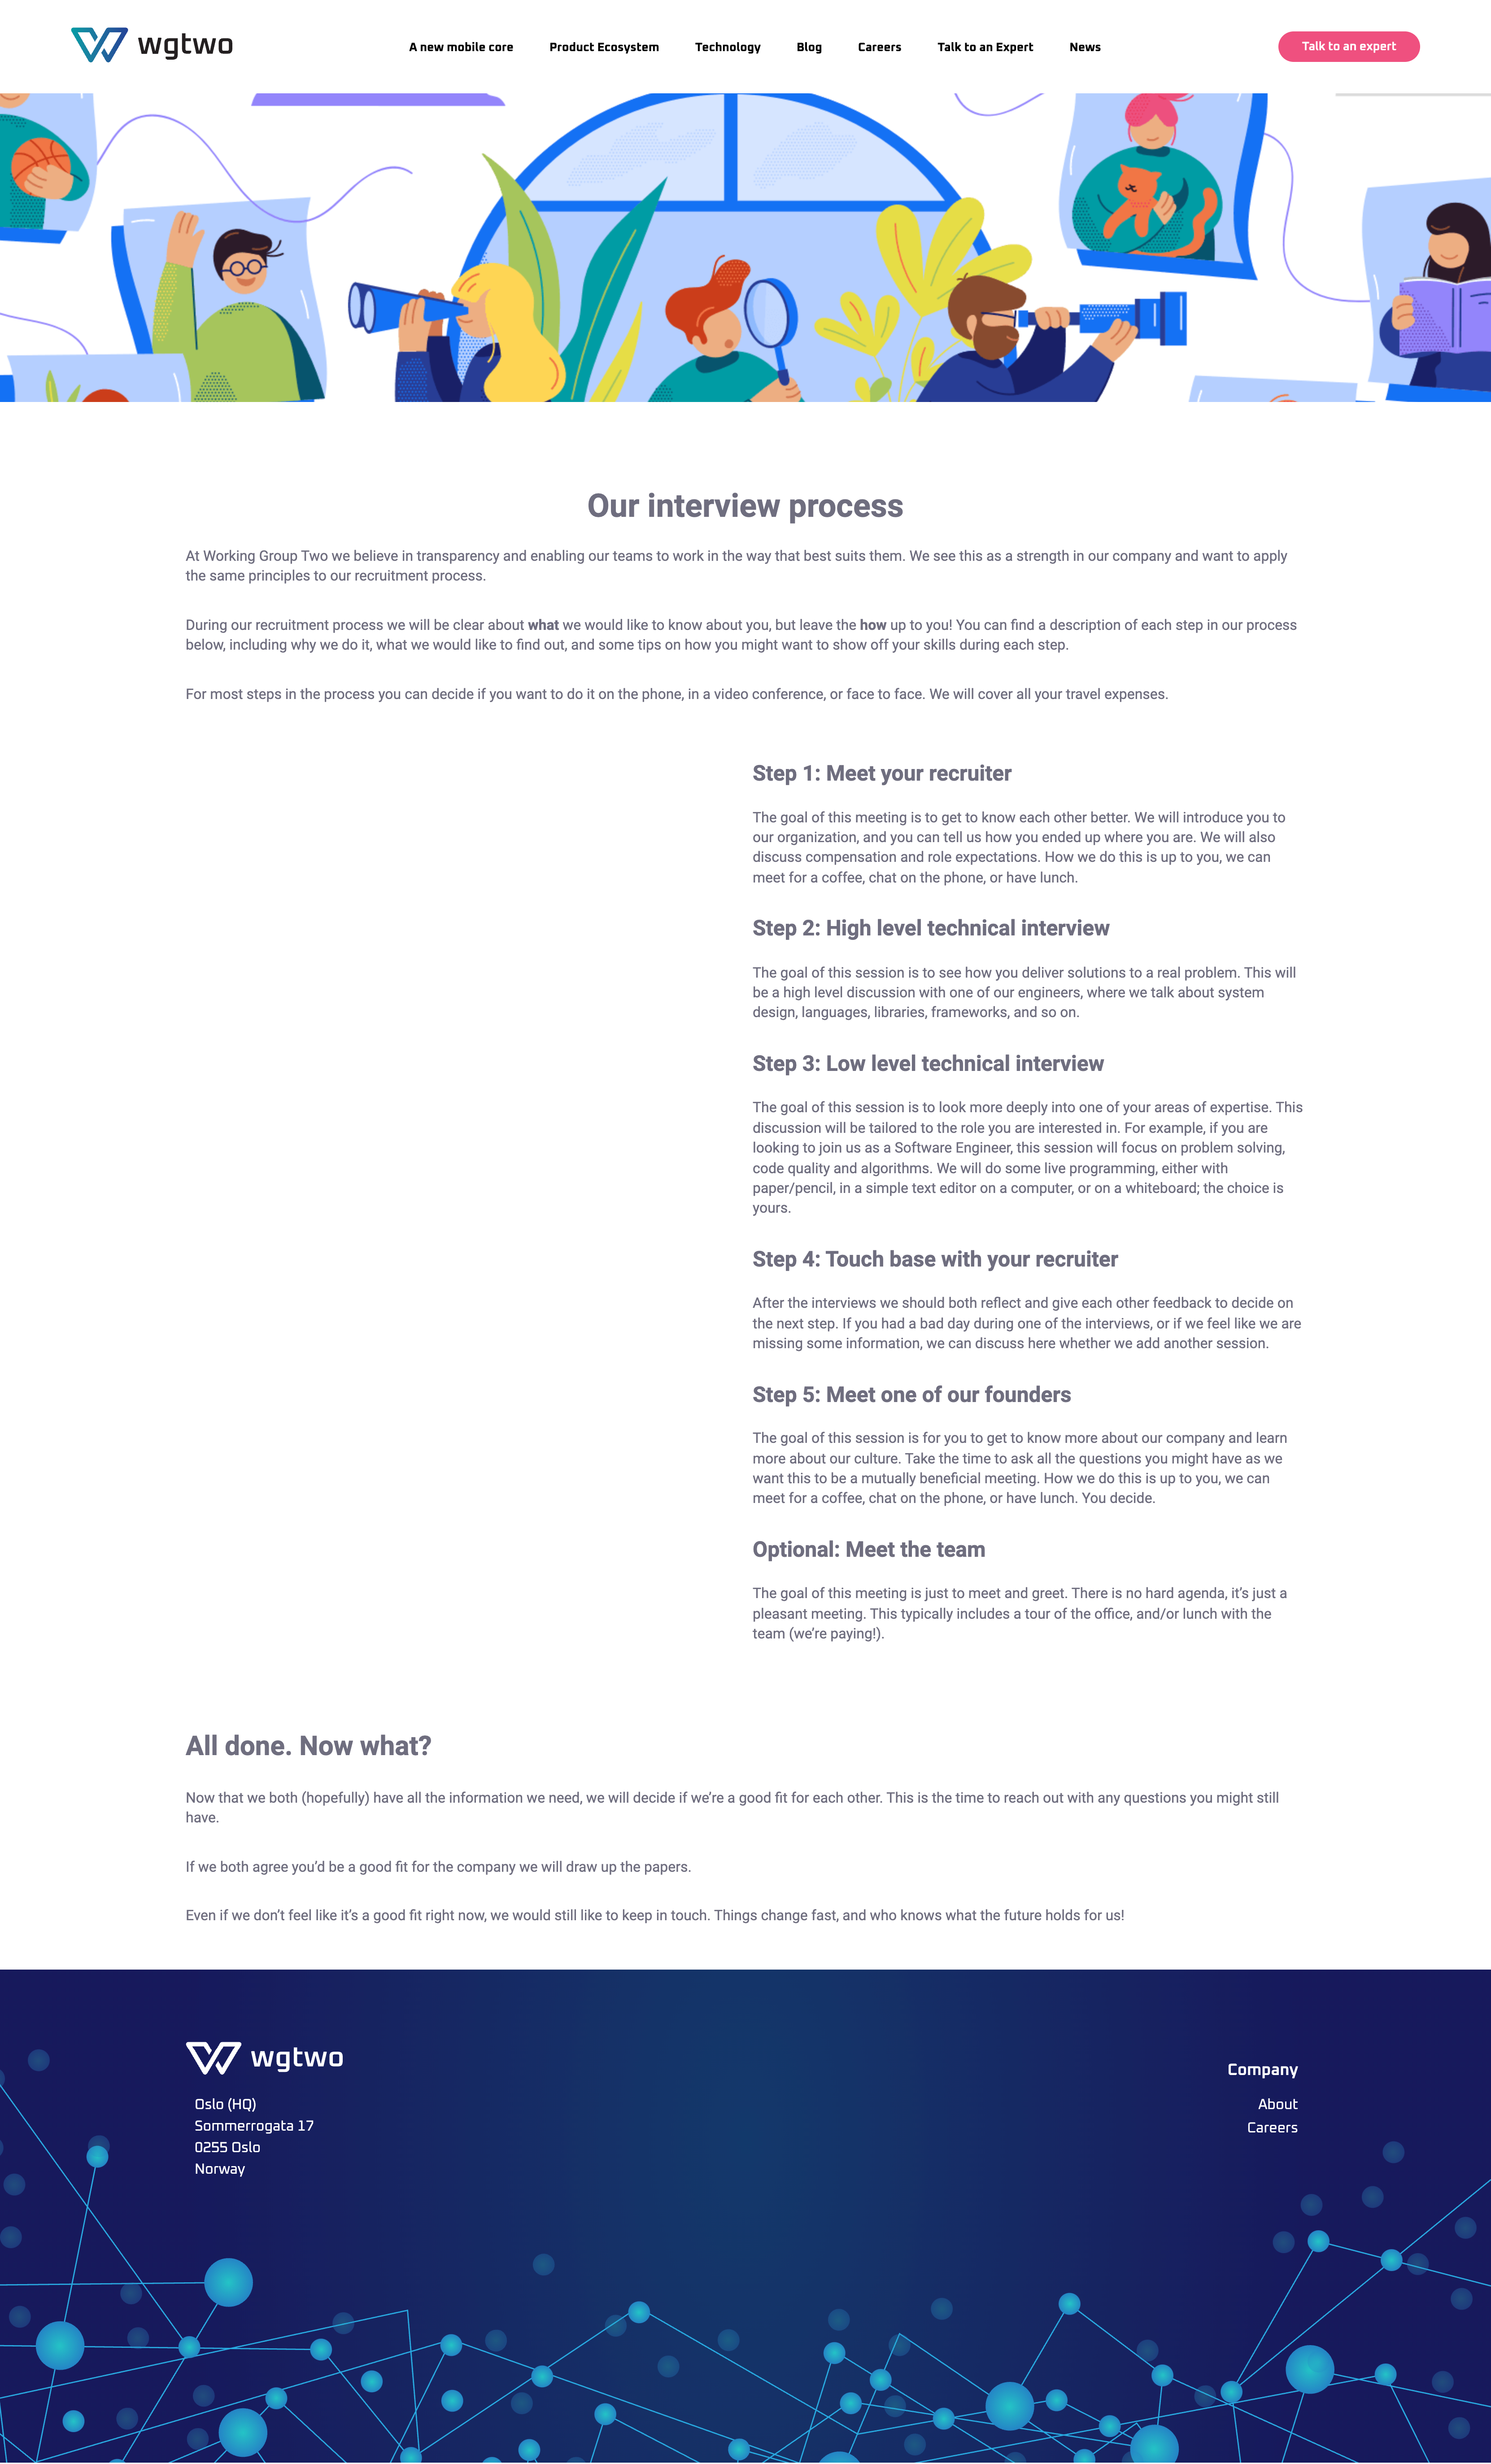 wgtwo
A new mobile core
Product Ecosystem
Technology
Blog
Careers
Talk to an Expert
News
Talk to an expert
Our interview process
At Working Group Two we believe in transparency and enabling our teams to work in the way that best suits them. We see this as a strength in our company and want to apply
the same principles to our recruitment process.
During our recruitment process we will be clear about what we would like to know about you, but leave the how up to you! You can find a description of each step in our process
below, including why we do it, what we would like to find out, and some tips on how you might want to show off your skills during each step.
For most steps in the process you can decide if you want to do it on the phone, in a video conference, or face to face. We will cover all your travel expenses.
Step 1: Meet your recruiter
The goal of this meeting is to get to know each other better. We will introduce you to
our organization, and you can tell us how you ended up where you are. We will also
discuss compensation and role expectations. How we do this is up to you, we can
meet for a coffee, chat on the phone, or have lunch.
Step 2: High level technical interview
The goal of this session is to see how you deliver solutions to a real problem. This will
be a high level discussion with one of our engineers, where we talk about system
design, languages, libraries, frameworks, and so on.
Step 3: Low level technical interview
The goal of this session is to look more deeply into one of your areas of expertise. This
discussion will be tailored to the role you are interested in. For example, if you are
looking to join us as a Software Engineer, this session will focus on problem solving,
code quality and algorithms. We will do some live programming, either with
paper/pencil, in a simple text editor on a computer, or on a whiteboard; the choice is
yours.
Step 4: Touch base with your recruiter
After the interviews we should both reflect and give each other feedback to decide on
the next step. If you had a bad day during one of the interviews, or if we feel like we are
missing some information, we can discuss here whether we add another session.
Step 5: Meet one of our founders
The goal of this session is for you to get to know more about our company and learn
more about our culture. Take the time to ask all the questions you might have as we
want this to be a mutually beneficial meeting. How we do this is up to you, we can
meet for a coffee, chat on the phone, or have lunch. You decide.
Optional: Meet the team
The goal of this meeting is just to meet and greet. There is no hard agenda, it’s just a
pleasant meeting. This typically includes a tour of the office, and/or lunch with the
team (we’re paying!).
All done. Now what?
Now that we both (hopefully) have all the information we need, we will decide if we’re a good fit for each other. This is the time to reach out with any questions you might still
have.
If we both agree you’d be a good fit for the company we will draw up the papers.
Even if we don’t feel like it’s a good fit right now, we would still like to keep in touch. Things change fast, and who knows what the future holds for us!
wgtwo
Oslo (HQ)
Sommerrogata 17
0255 Oslo
Norway
Company
About
Careers